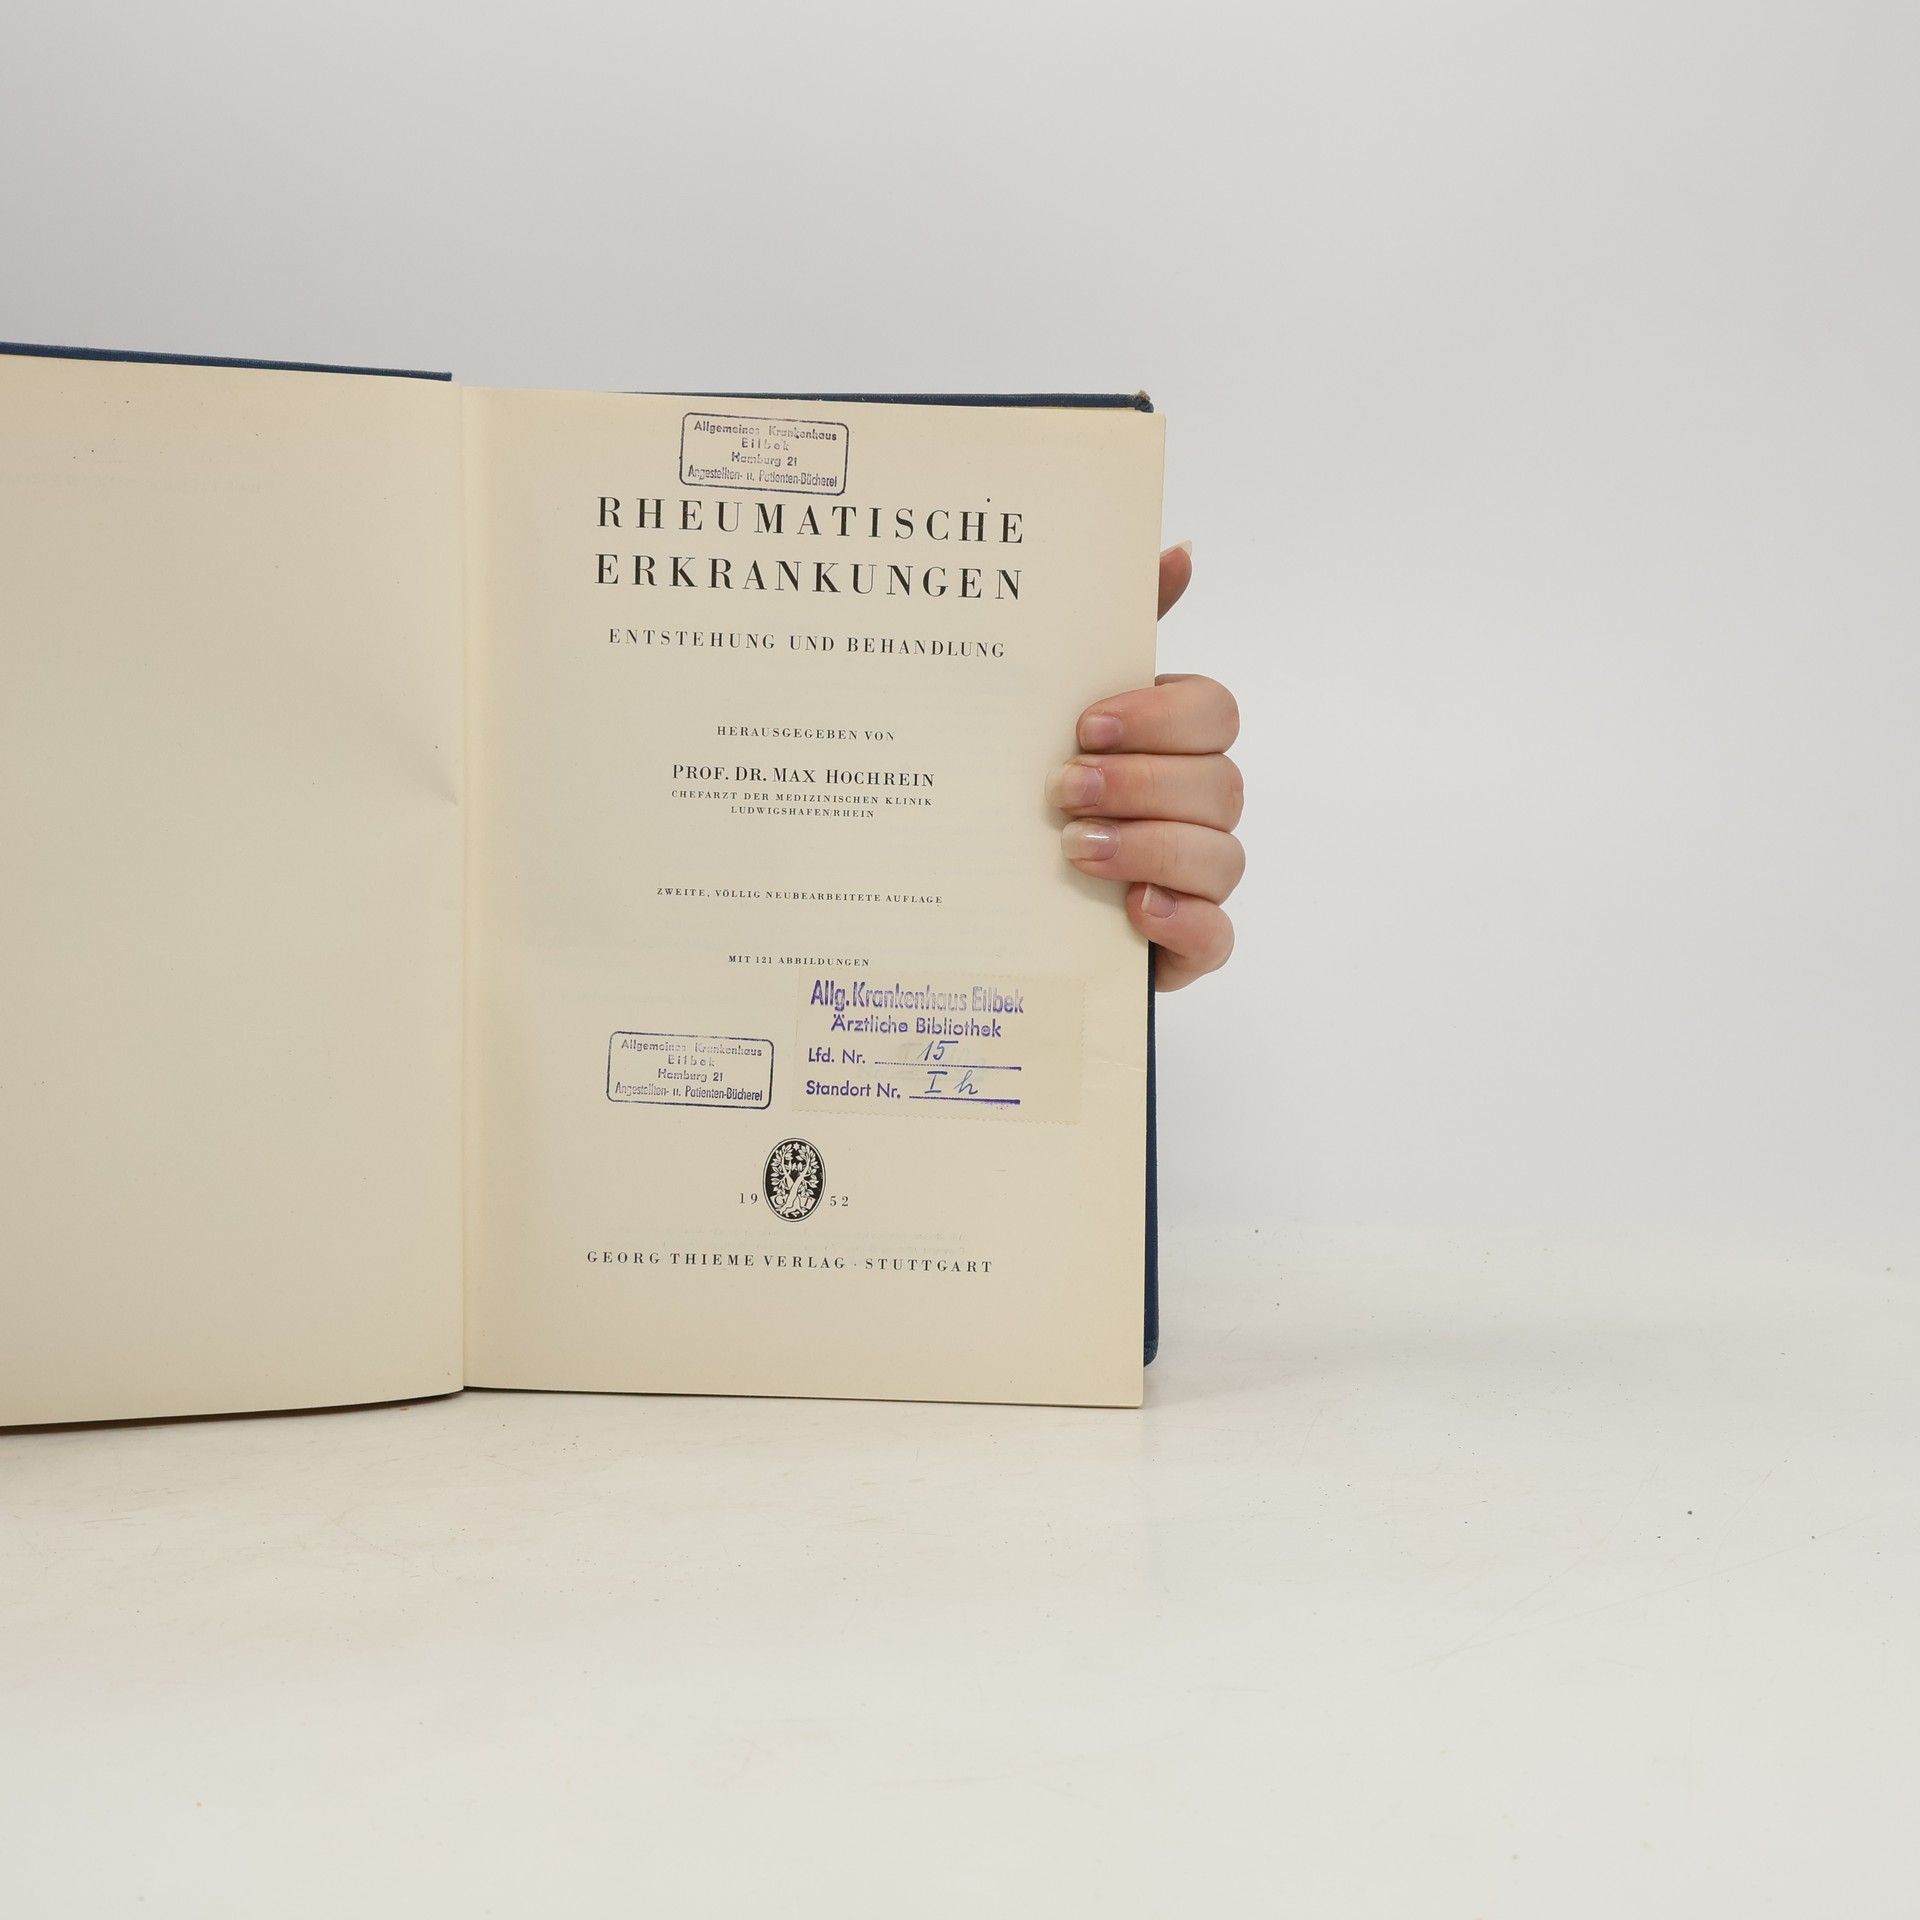 Allgemeines Krankenhaus
Eilbek
Hamburg 21
Angestellten- u. Patienten-Bücherei
RHEUMATISCHE
ERKRANKUNGEN
ENTSTEHUNG UND BEHANDLUNG
HERAUSGEGEBEN VON
PROF. DR. MAX HOCHREIN
CHEFARZT DER MEDIZINISCHEN KLINIK
LUDWIGSHAFEN/RHEIN
ZWEITE, VÖLLIG NEUBEARBEITETE AUFLAGE
MIT 121 ABBILDUNGEN
Allg. Krankenhaus Eilbek
Ärztliche Bibliothek
Lfd. Nr. 15
Standort Nr. I h
Allgemeines Krankenhaus
Eilbek
Hamburg 21
Angestellten- u. Patienten-Bücherei
19 G T 52
GEORG THIEME VERLAG · STUTTGART